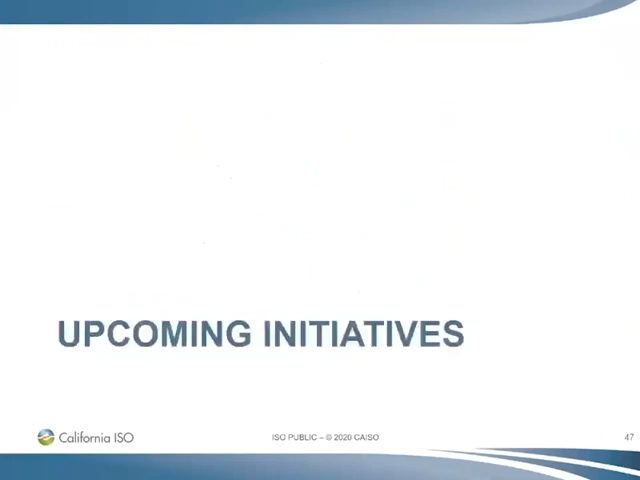 UPCOMING INITIATIVES
California ISO
ISO PUBLIC – © 2020 CAISO
47